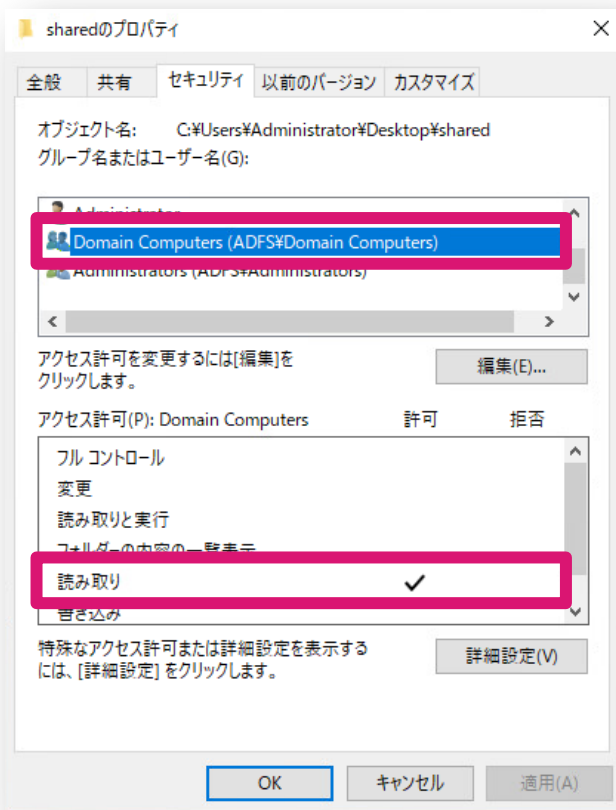 sharedのプロパティ
全般 共有 セキュリティ 以前のバージョン カスタマイズ
オブジェクト名: C:¥Users¥Administrator¥Desktop¥shared
グループ名またはユーザー名(G):
Administrator
Domain Computers (ADFS¥Domain Computers)
Administrators (ADFS¥Administrators)
アクセス許可を変更するには[編集]を
クリックします。
編集(E)...
アクセス許可(P): Domain Computers 許可 拒否
フル コントロール
変更
読み取りと実行
フォルダーの内容の一覧表示
読み取り
書き込み
特殊なアクセス許可または詳細設定を表示する
には、[詳細設定] をクリックします。
詳細設定(V)
OK キャンセル 適用(A)